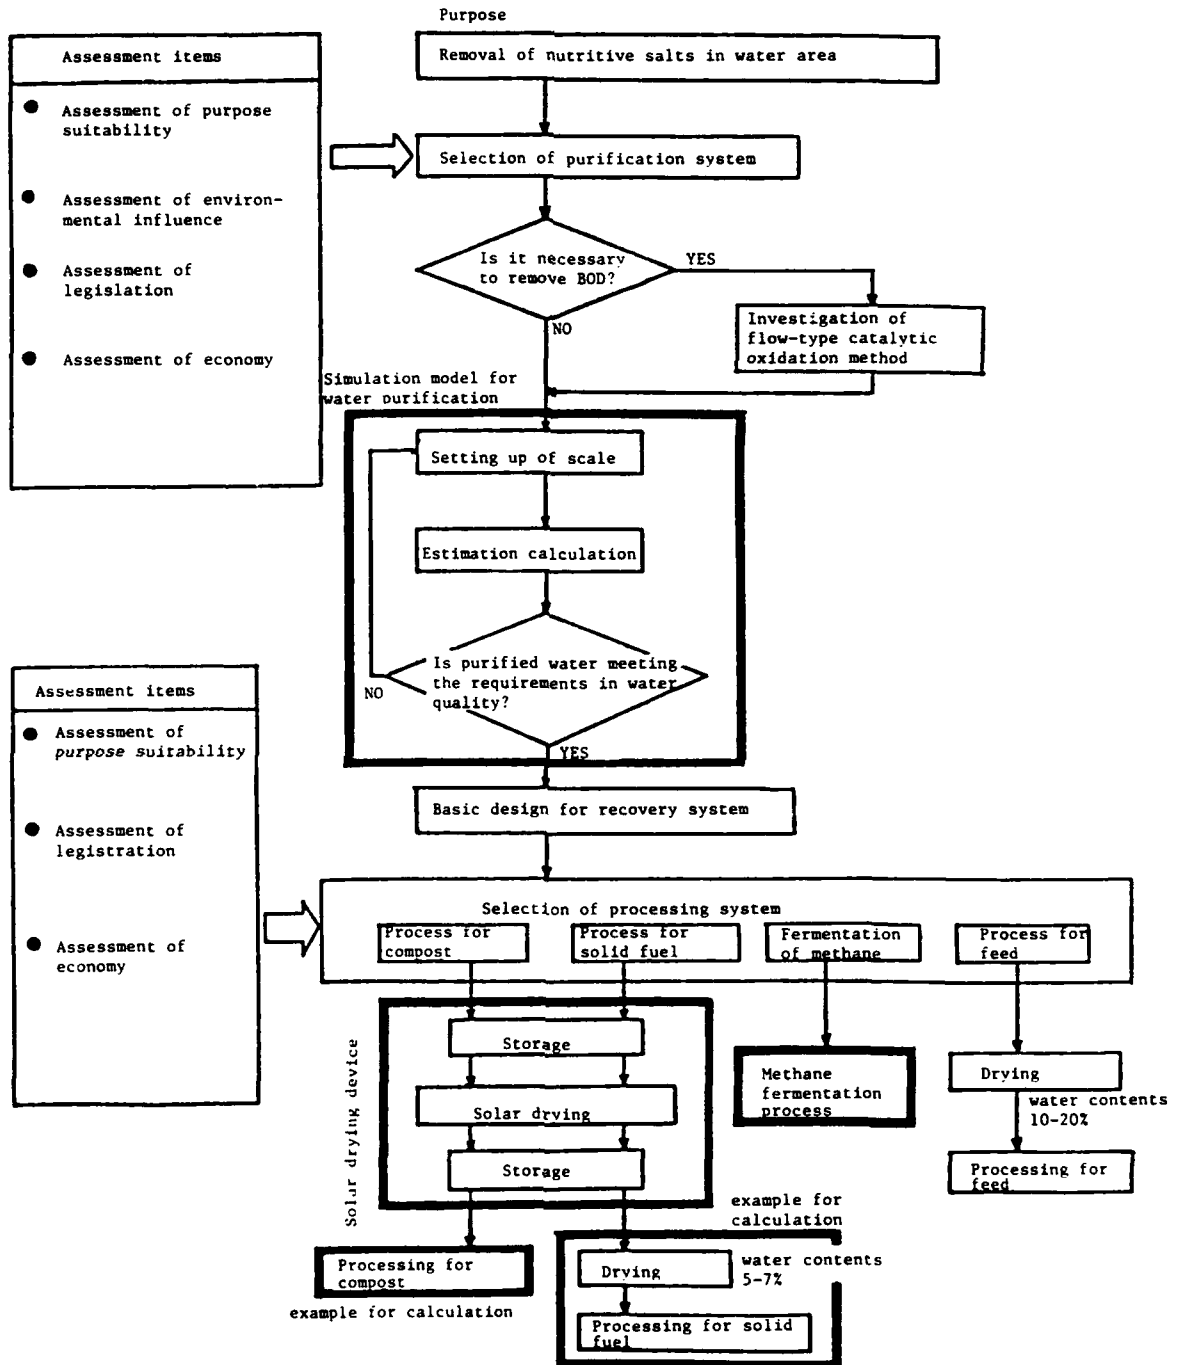 Purpose
Removal of nutritive salts in water area
Assessment items
Assessment of purpose
suitability
Assessment of environ-
mental influence
Assessment of
legislation
Assessment of economy
Selection of purification system
Is it necessary
to remove BOD?
YES
NO
Investigation of
flow-type catalytic
oxidation method
Simulation model for
water purification
Setting up of scale
Estimation calculation
Is purified water meeting
the requirements in water
quality?
NO
YES
Basic design for recovery system
Assessment items
Assessment of
purpose suitability
Assessment of
legistration
Assessment of
economy
Selection of processing system
Process for
compost
Process for
solid fuel
Fermentation
of methane
Process for
feed
Solar drying device
Storage
Solar drying
Storage
Methane
fermentation
process
Drying
water contents
10-20%
Processing for
feed
Processing for
compost
example for calculation
example for
calculation
Drying
water contents
5-7%
Processing for solid
fuel